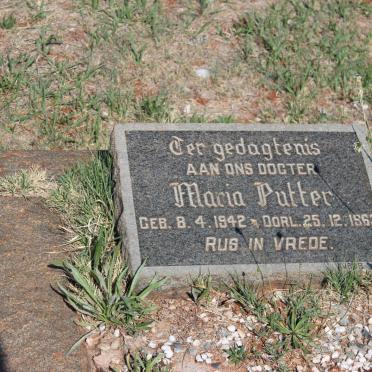 Ter gedagtenis
AAN ONS DOGTER
Maria Putter
GEB. 8. 4. 1942 OORL. 25. 12. 196
RUS IN VREDE.